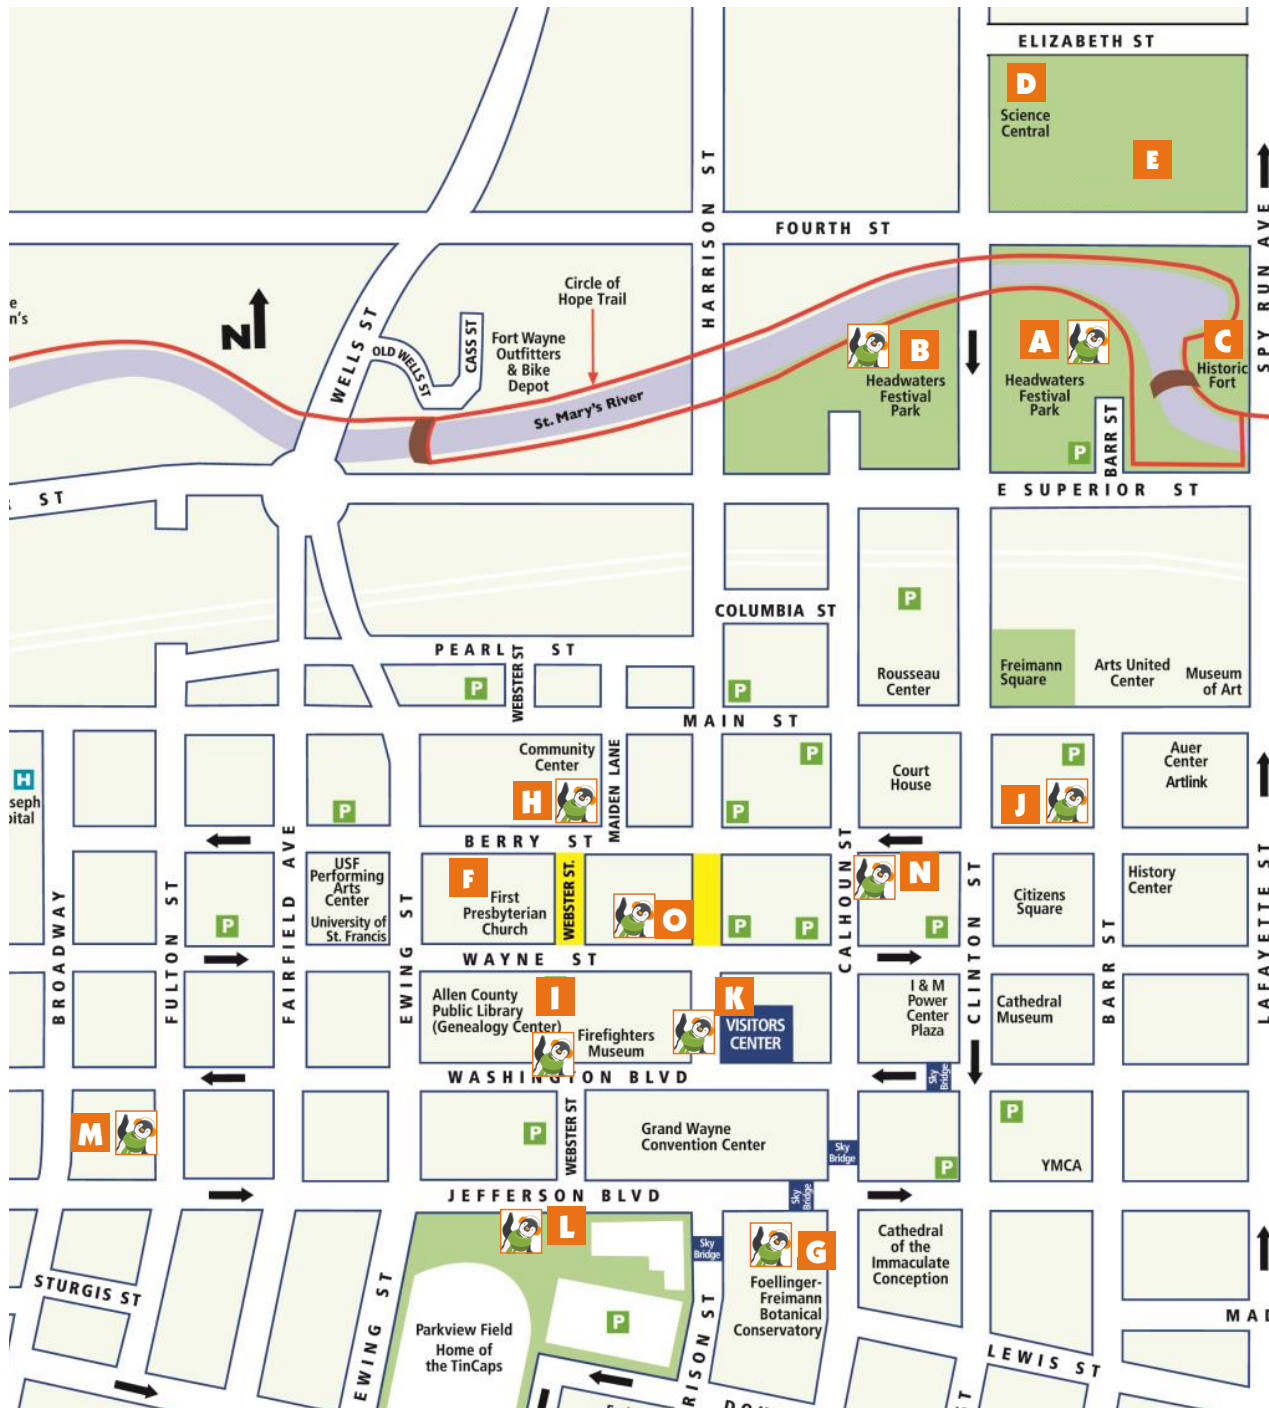 ELIZABETH ST
D
Science
Central
E
HARRISON ST
SPY RUN AVE
FOURTH ST
Circle of
Hope Trail
N
WELLS ST
OLD WELLS ST
CASS ST
Fort Wayne
Outfitters
& Bike
Depot
St. Mary's River
B
Headwaters
Festival
Park
A
Headwaters
Festival
Park
C
Historic
Fort
P
BARR ST
ST
E SUPERIOR ST
P
COLUMBIA ST
PEARL ST
WEBSTER ST
P
P
Rousseau
Center
Freimann
Square
Arts United
Center
Museum
of Art
MAIN ST
H
seph
pital
P
Community
Center
H
MAIDEN LANE
P
P
Court
House
P
J
Auer
Center
Artlink
BERRY ST
BROADWAY
FULTON ST
P
FAIRFIELD AVE
USF
Performing
Arts
Center
University of
St. Francis
EWING ST
F
First
Presbyterian
Church
WEBSTER ST.
O
P
P
CALHOUN ST
N
P
CLINTON ST
Citizens
Square
BARR ST
History
Center
LAFAYETTE ST
WAYNE ST
Allen County
Public Library
(Genealogy Center)
I
Firefighters
Museum
K
VISITORS
CENTER
I & M
Power
Center
Plaza
Cathedral
Museum
WASHINGTON BLVD
Sky
Bridge
M
P
WEBSTER ST
Grand Wayne
Convention Center
Sky
Bridge
P
P
YMCA
JEFFERSON BLVD
Sky
Bridge
L
Sky
Bridge
G
Foellinger-
Freimann
Botanical
Conservatory
Cathedral
of the
Immaculate
Conception
STURGIS ST
EWING ST
Parkview Field
Home of
the TinCaps
P
RISON ST
LEWIS ST
MAD
ST